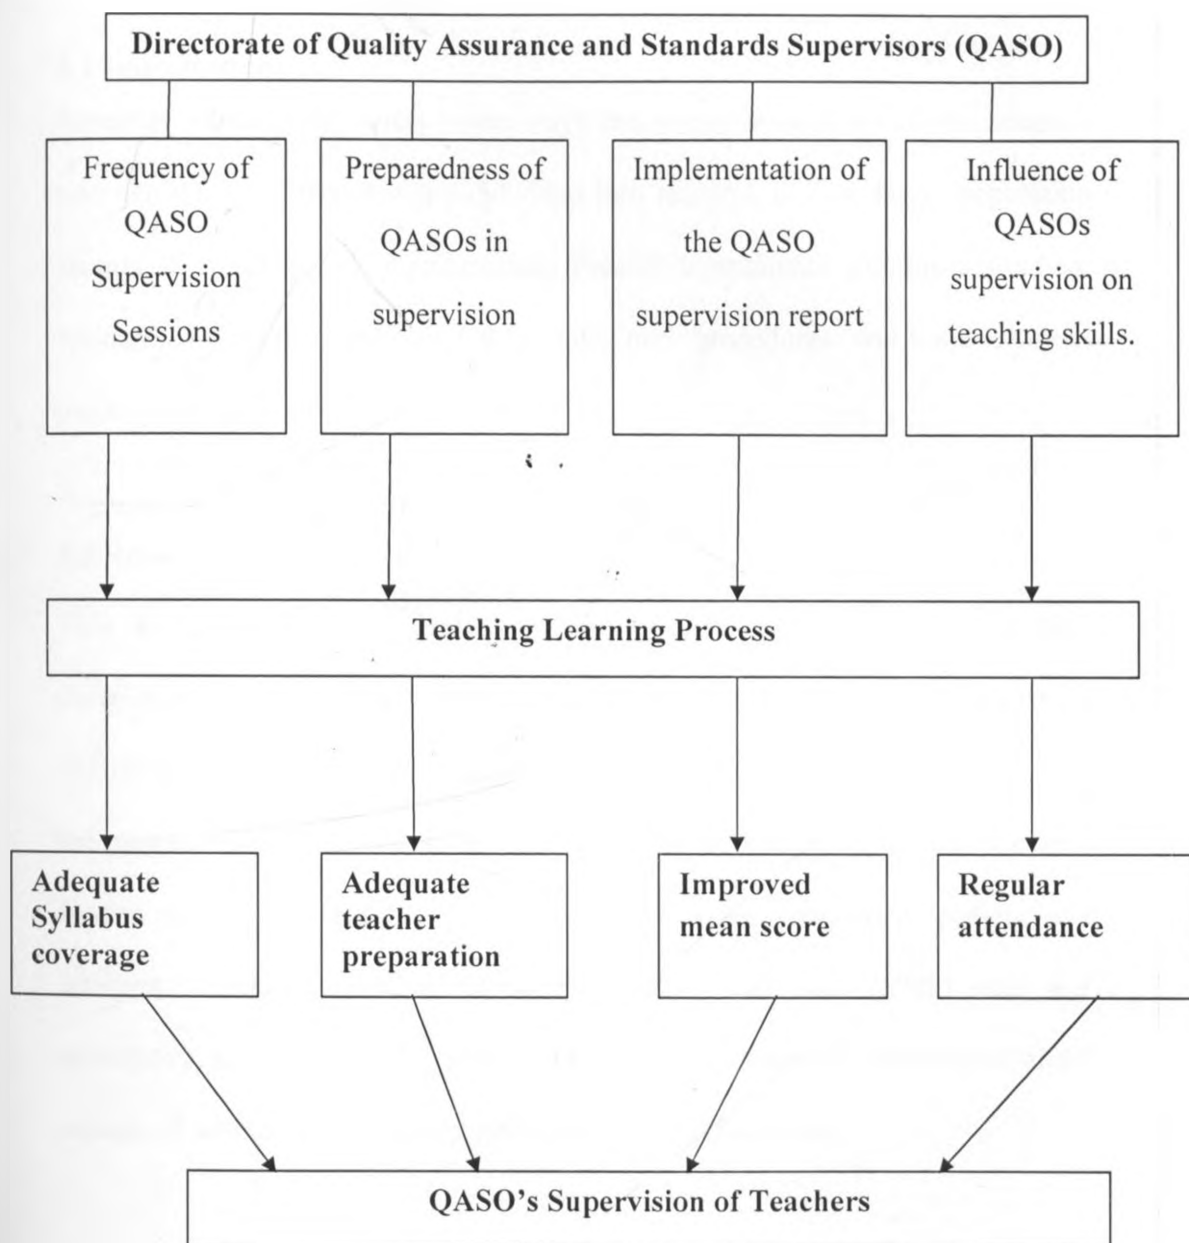 Directorate of Quality Assurance and Standards Supervisors (QASO)
Frequency of
QASO
Supervision
Sessions
Preparedness of
QASOs in
supervision
Implementation of
the QASO
supervision report
Influence of
QASOs
supervision on
teaching skills.
Teaching Learning Process
Adequate
Syllabus
coverage
Adequate
teacher
preparation
Improved
mean score
Regular
attendance
QASO’s Supervision of Teachers